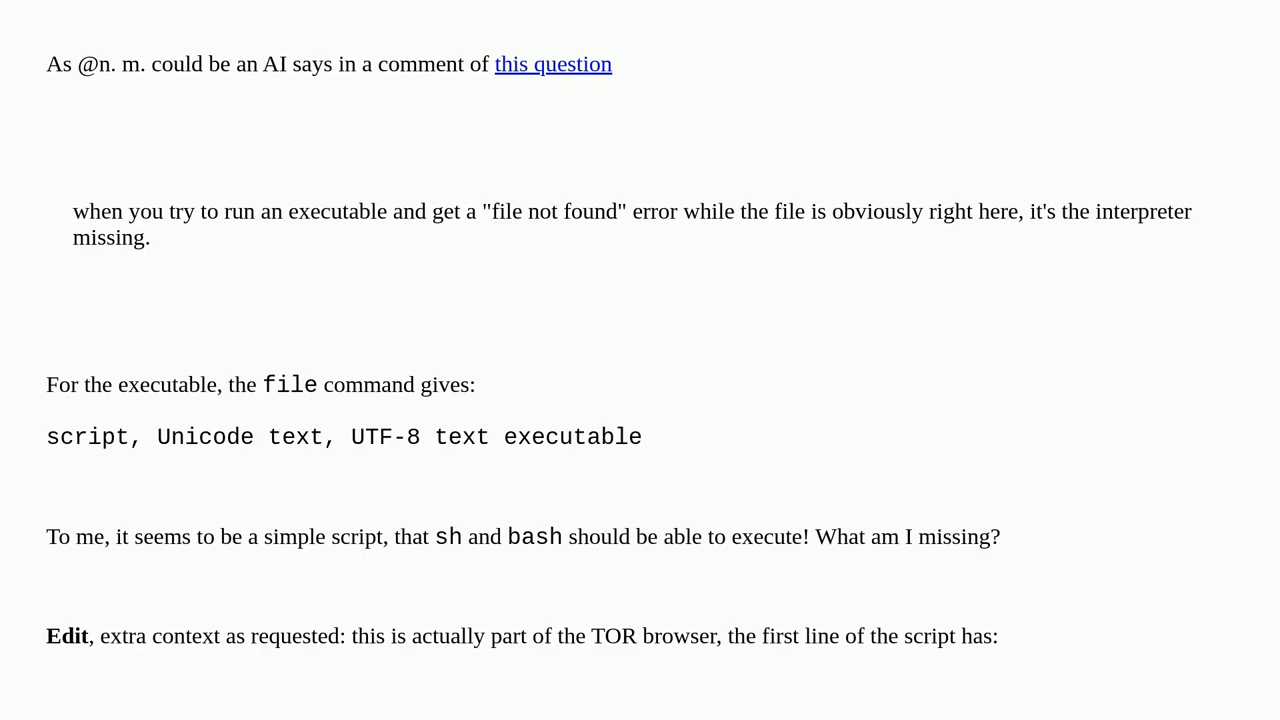 As @n. m. could be an AI says in a comment of this question
when you try to run an executable and get a "file not found" error while the file is obviously right here, it's the interpreter
missing.
For the executable, the file command gives:
script, Unicode text, UTF-8 text executable
To me, it seems to be a simple script, that sh and bash should be able to execute! What am I missing?
Edit, extra context as requested: this is actually part of the TOR browser, the first line of the script has: